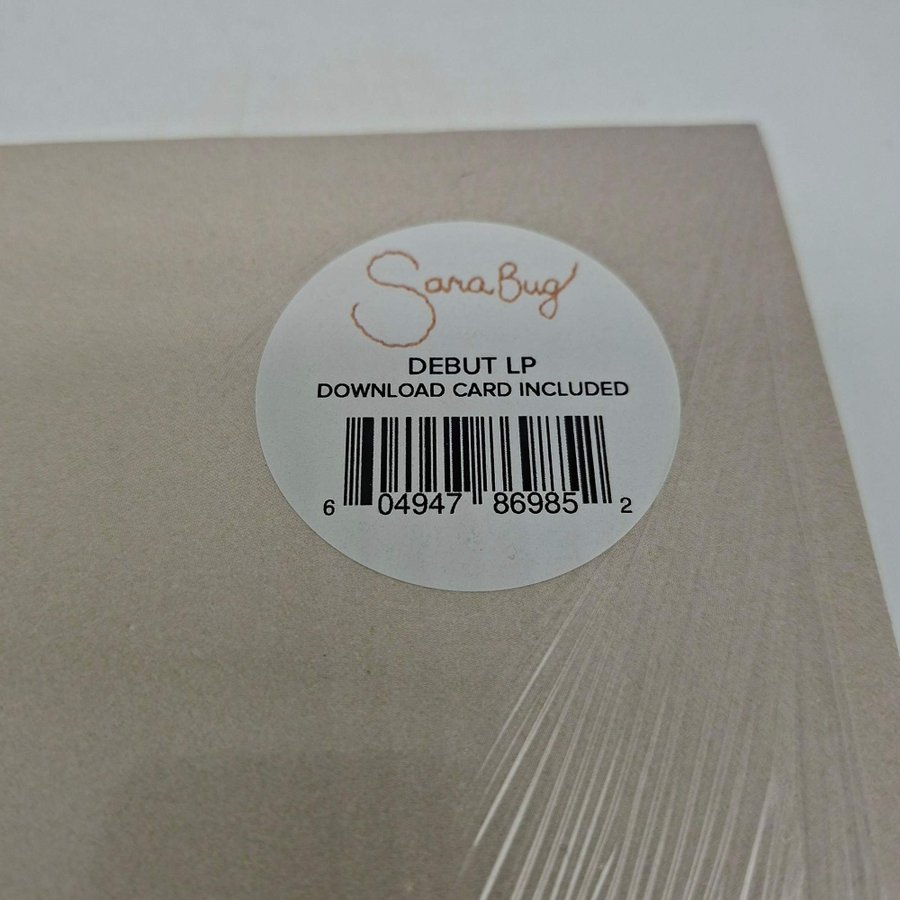 Sara Bug
DEBUT LP
DOWNLOAD CARD INCLUDED
6 04947 86985 2